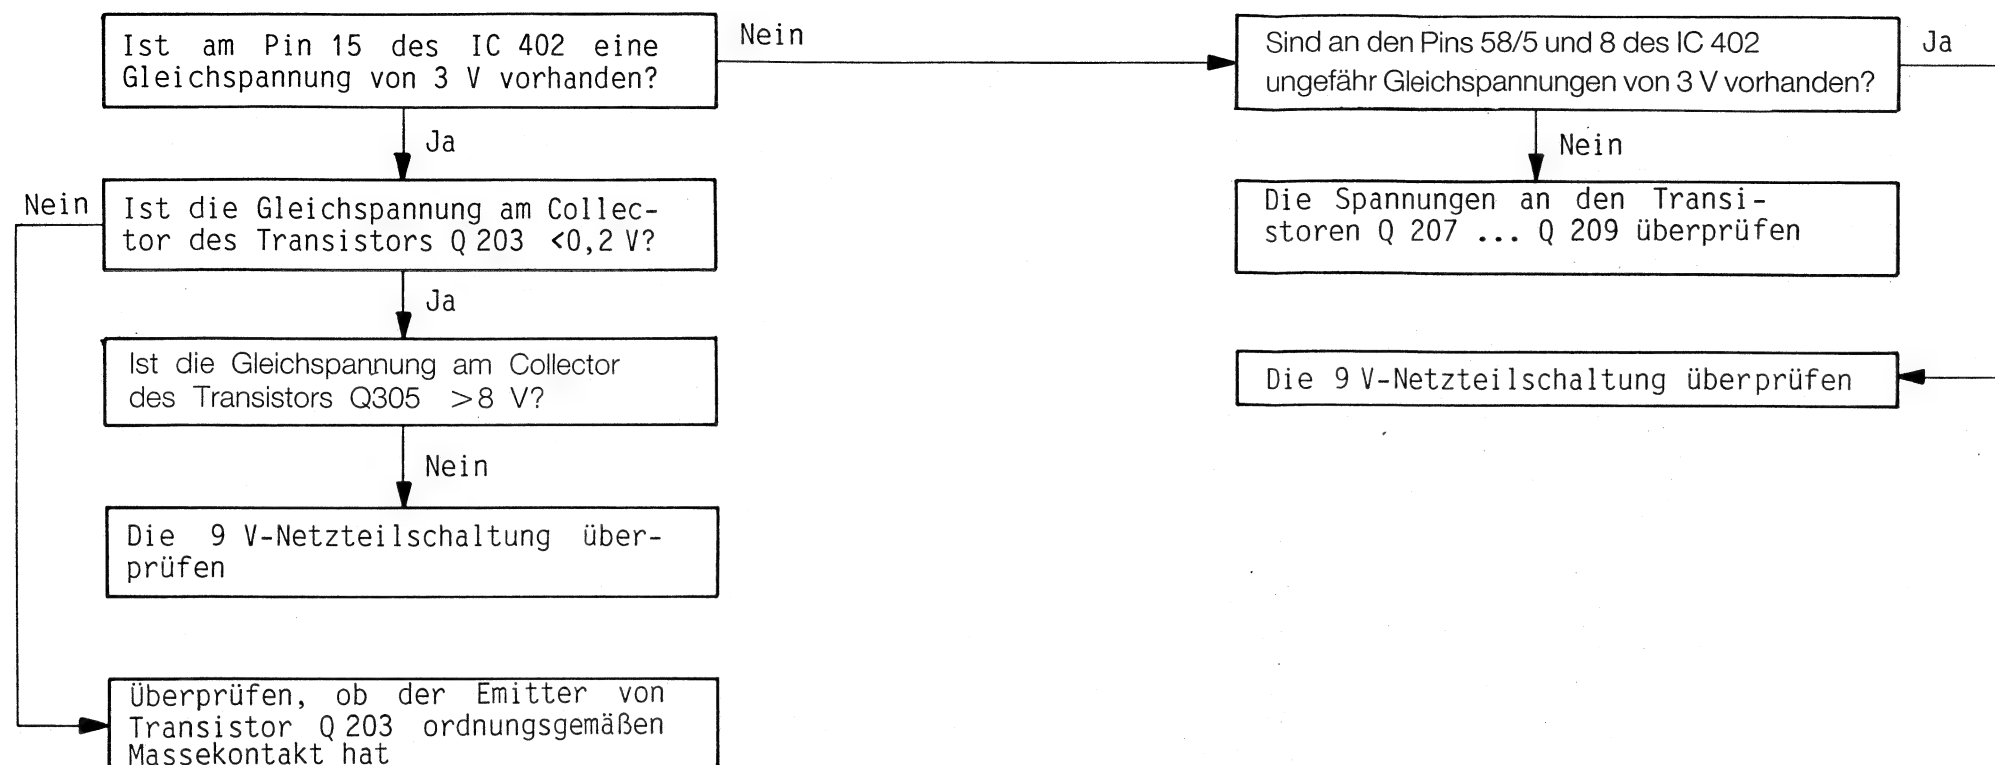 Ist am Pin 15 des IC 402 eine
Gleichspannung von 3 V vorhanden?
Nein
Sind an den Pins 58/5 und 8 des IC 402
ungefähr Gleichspannungen von 3 V vorhanden?
Ja
Ja
Nein
Nein
Ist die Gleichspannung am Collec-
tor des Transistors Q 203 <0,2 V?
Die Spannungen an den Transi-
storen Q 207 ... Q 209 überprüfen
Ja
Ist die Gleichspannung am Collector
des Transistors Q305 >8 V?
Die 9 V-Netzteilschaltung überprüfen
Nein
Die 9 V-Netzteilschaltung über-
prüfen
Überprüfen, ob der Emitter von
Transistor Q 203 ordnungsgemäßen
Massekontakt hat